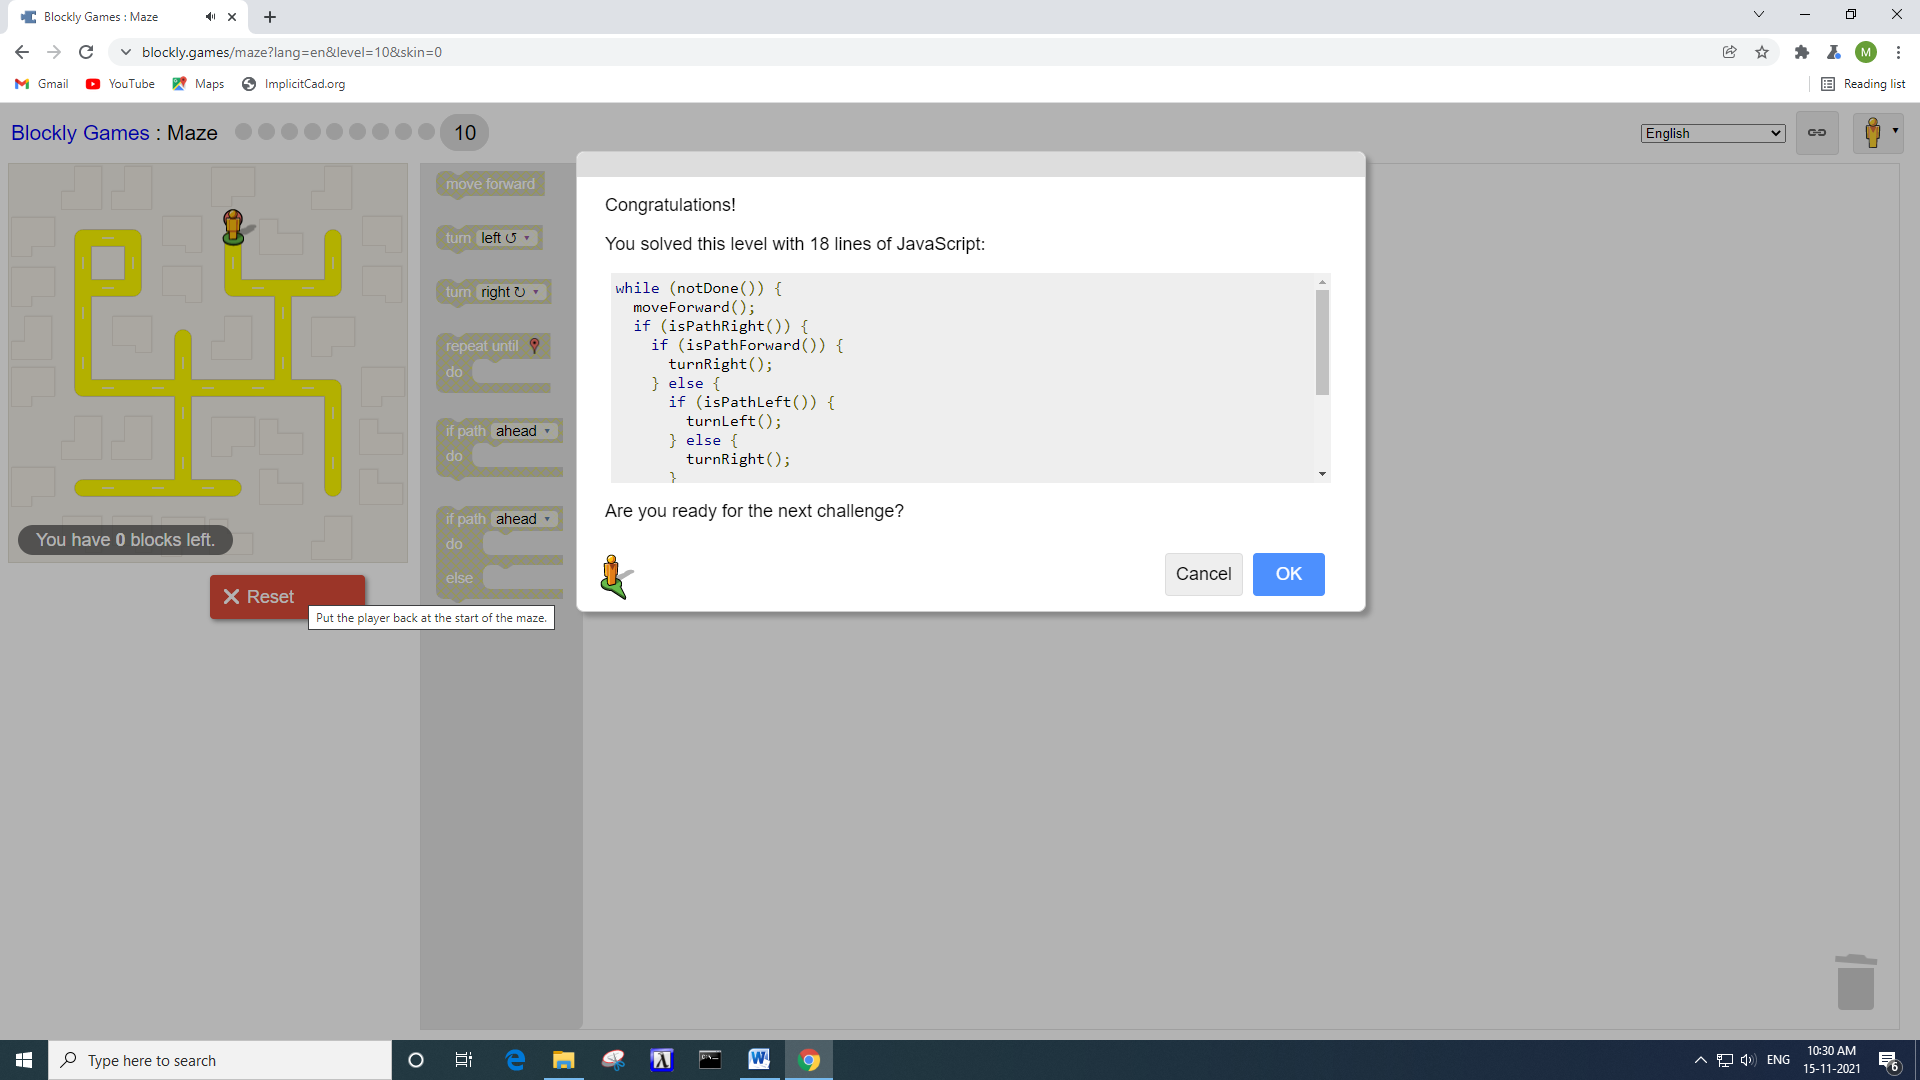 Blockly Games : Maze
blockly.games/maze?lang=en&level=10&skin=0
M
Gmail
YouTube
Maps
ImplicitCad.org
Reading list
Blockly Games : Maze
10
English
move forward
turn left ↺
turn right ↻
repeat until
do
if path ahead
do
if path ahead
do
else
You have 0 blocks left.
Reset
Put the player back at the start of the maze.
Congratulations!
You solved this level with 18 lines of JavaScript:
while (notDone()) {
moveForward();
if (isPathRight()) {
if (isPathForward()) {
turnRight();
} else {
if (isPathLeft()) {
turnLeft();
} else {
turnRight();
}
Are you ready for the next challenge?
Cancel
OK
Type here to search
ENG
10:30 AM
15-11-2021
6